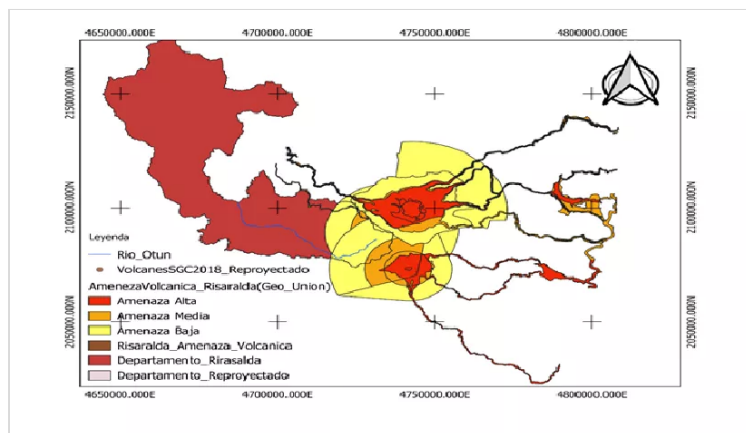 4650000.000E 4700000.000E 4750000.000E 4800000.000E
2150000.000N 2150000.000N
2100000.000N 2100000.000N
2050000.000N 2050000.000N
Leyenda
Rio_Otun
VolcanesSGC2018_Reproyectado
AmenezaVolcanica_Risaralda(Geo_Union)
Amenaza Alta
Amenaza Media
Amenaza Baja
Risaralda_Amenaza_Volcanica
Departamento_Rirasalda
Departamento_Reproyectado
4650000.000E 4700000.000E 4750000.000E 4800000.000E